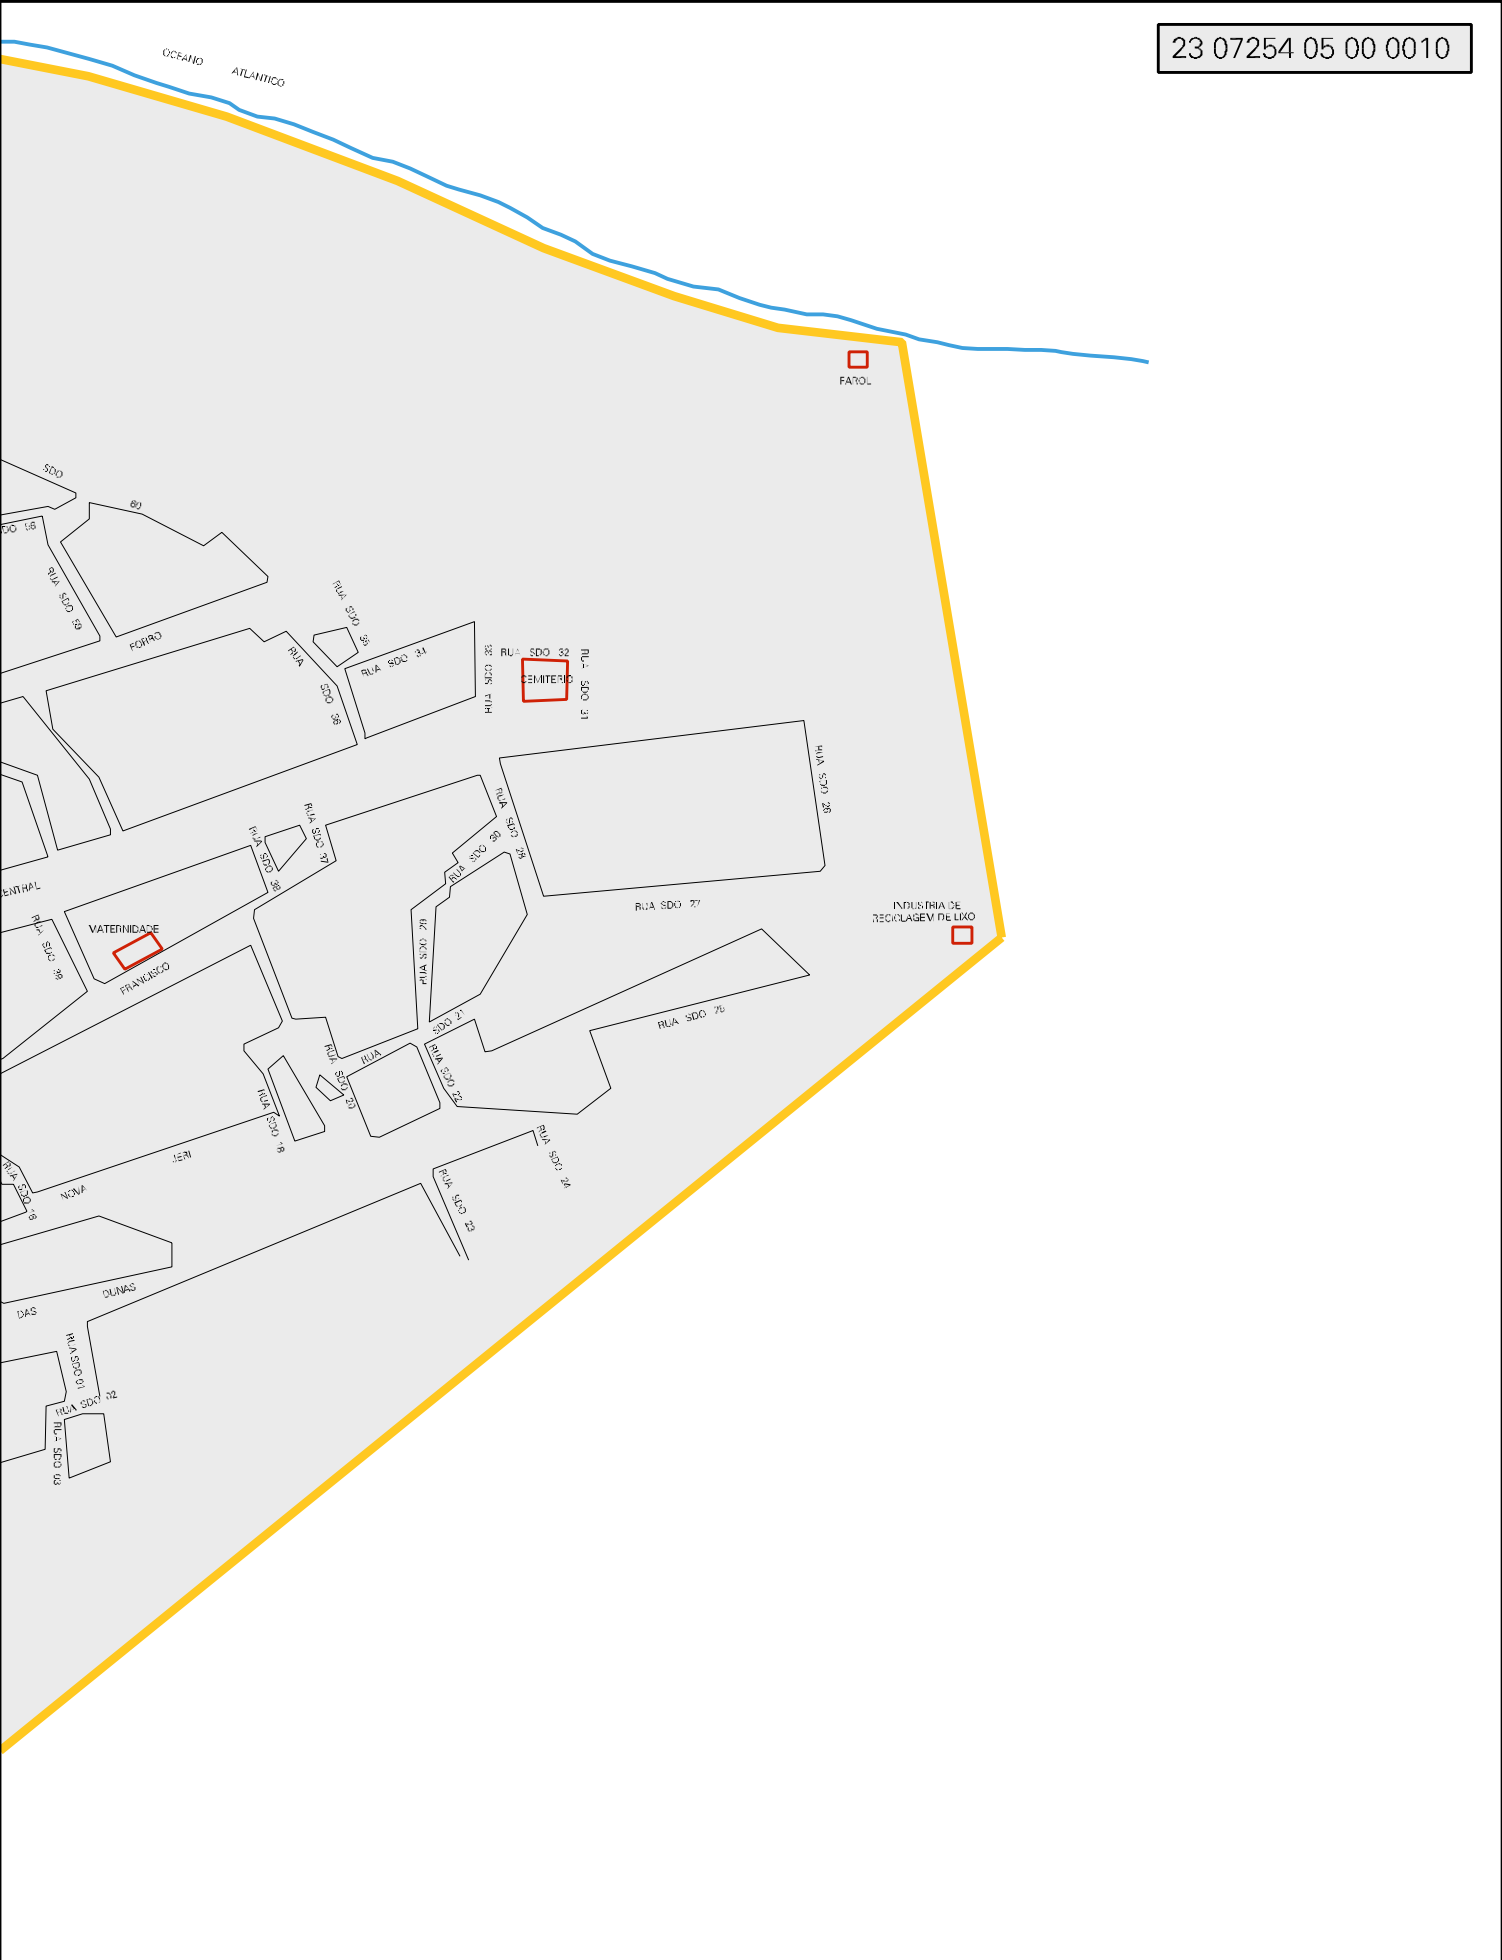 23 07254 05 00 0010
OCEANO ATLANTICO
FAROL
SDO
60
RUA SDO 59
FORRO
RUA SDO 35
RUA SDO 34
RUA SDO 36
RUA SDO 33
RUA SDO 32
CEMITERIO
RUA SDO 31
RUA SDO 26
RUA SDO 28
RUA SDO 30
RUA SDO 37
RUA SDO 38
RUA SDO 27
RUA SDO 29
INDUSTRIA DE
RECICLAGEM DE LIXO
MATERNIDADE
FRANCISCO
RUA SDO 25
RUA SDO 21
RUA SDO 22
RUA SDO 20
RUA SDO 18
RUA SDO 24
RUA SDO 23
NOVA JERI
RUA SDO 16
DAS DUNAS
RUA SDO 01
RUA SDO 02
RUA SDO 03